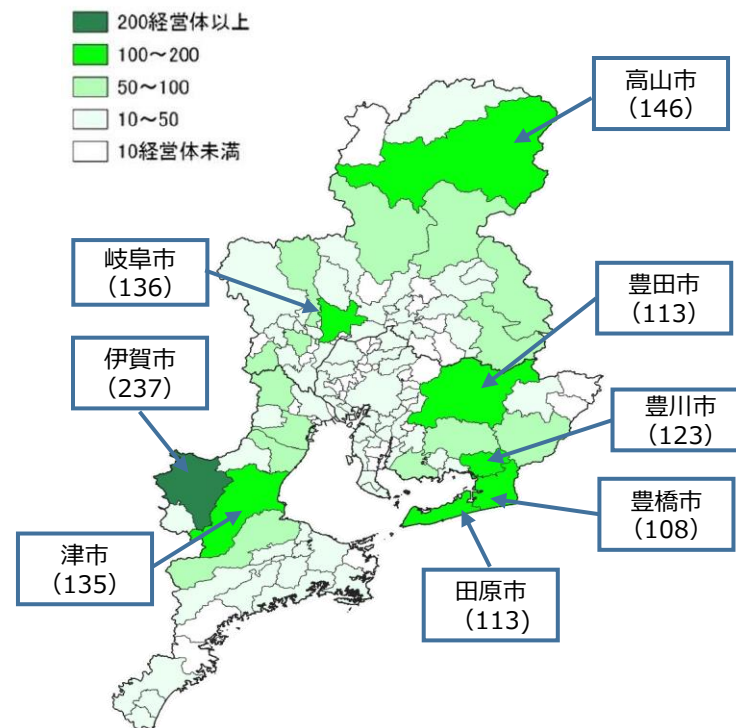 200経営体以上
100～200
50～100
10～50
10経営体未満
高山市
（146）
岐阜市
（136）
豊田市
（113）
伊賀市
（237）
豊川市
（123）
豊橋市
（108）
津市
（135）
田原市
（113)